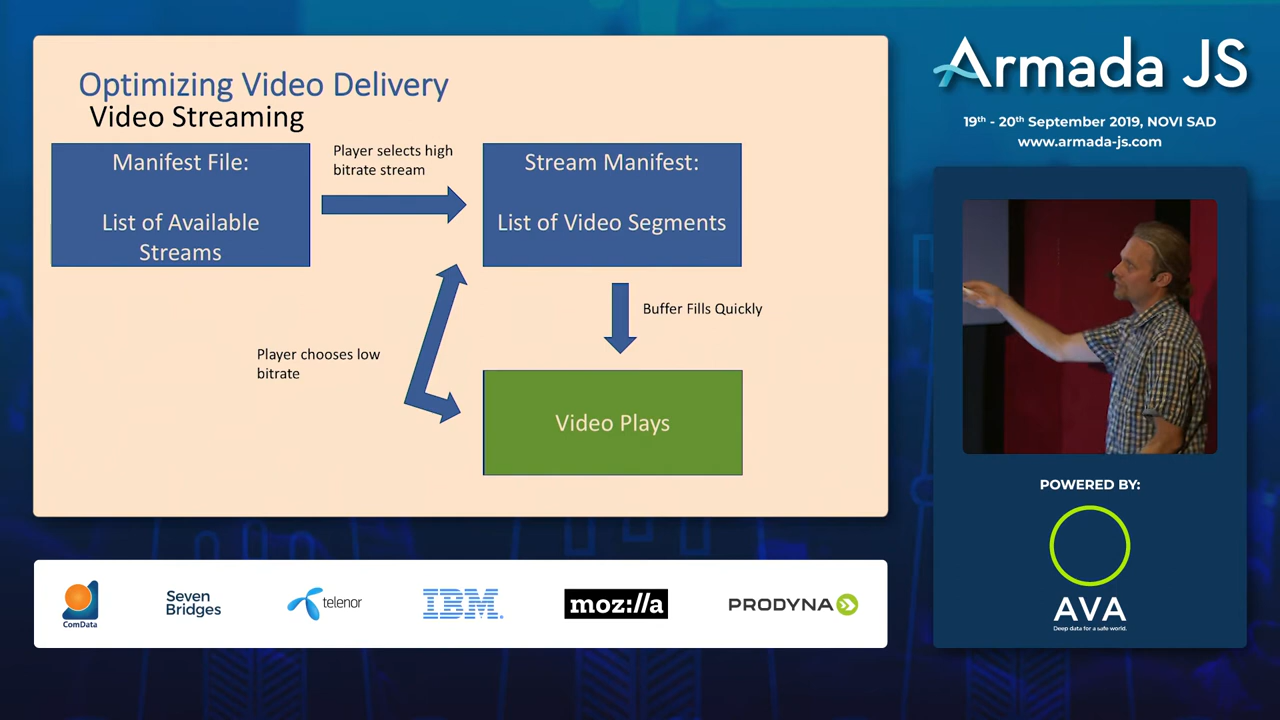 Optimizing Video Delivery
Video Streaming
Manifest File:
List of Available
Streams
Player selects high
bitrate stream
Stream Manifest:
List of Video Segments
Buffer Fills Quickly
Player chooses low
bitrate
Video Plays
Armada JS
19th - 20th September 2019, NOVI SAD
www.armada-js.com
POWERED BY:
AVA
Deep data for a safe world.
ComData
Seven
Bridges
telenor
IBM
moz://a
PRODYNA